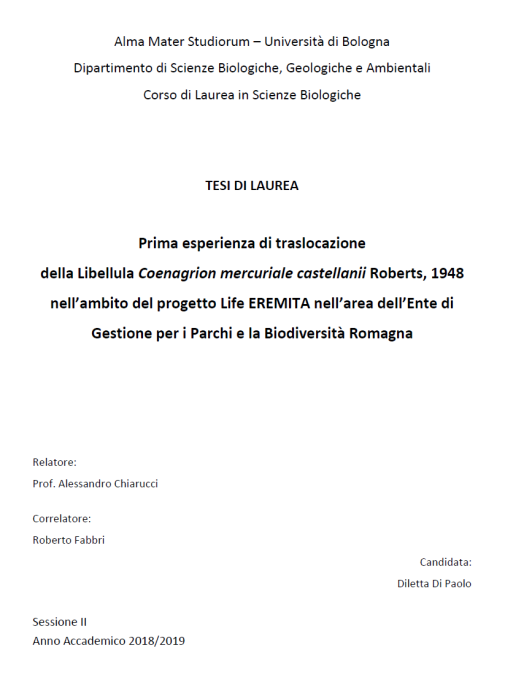 Alma Mater Studiorum – Università di Bologna
Dipartimento di Scienze Biologiche, Geologiche e Ambientali
Corso di Laurea in Scienze Biologiche
TESI DI LAUREA
Prima esperienza di traslocazione
della Libellula Coenagrion mercuriale castellanii Roberts, 1948
nell’ambito del progetto Life EREMITA nell’area dell’Ente di
Gestione per i Parchi e la Biodiversità Romagna
Relatore:
Prof. Alessandro Chiarucci
Correlatore:
Roberto Fabbri
Candidata:
Diletta Di Paolo
Sessione II
Anno Accademico 2018/2019